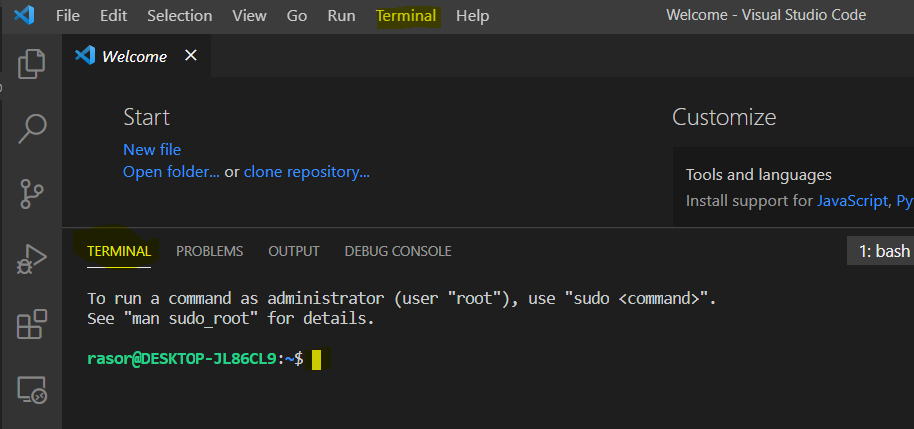 File Edit Selection View Go Run Terminal Help Welcome - Visual Studio Code
Welcome
Start
Customize
New file
Open folder... or clone repository...
Tools and languages
Install support for JavaScript, Py
TERMINAL PROBLEMS OUTPUT DEBUG CONSOLE 1: bash
To run a command as administrator (user "root"), use "sudo <command>".
See "man sudo_root" for details.
rasor@DESKTOP-JL86CL9:~$